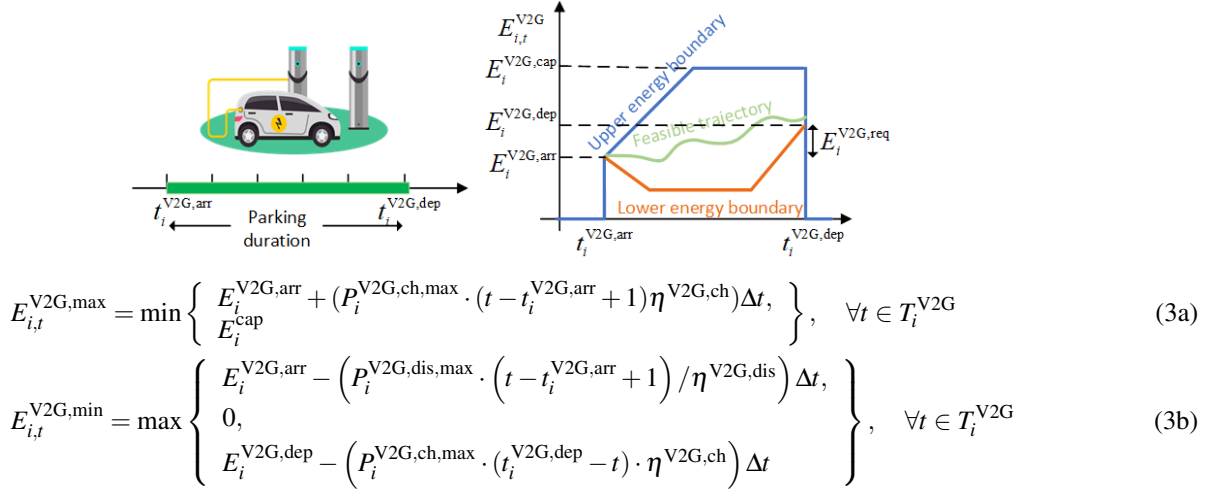 t_i^{V2G,arr}
t_i^{V2G,dep}
Parking
duration
E_{i,t}^{V2G}
E_i^{V2G,cap}
E_i^{V2G,dep}
E_i^{V2G,arr}
Upper energy boundary
Feasible trajectory
E_i^{V2G,req}
Lower energy boundary
t_i^{V2G,arr}
t_i^{V2G,dep}
E_{i,t}^{V2G,max} = min { E_i^{V2G,arr} + (P_i^{V2G,ch,max} · (t − t_i^{V2G,arr} + 1)η^{V2G,ch})Δt,
E_i^{cap} }, ∀t ∈ T_i^{V2G} (3a)
E_{i,t}^{V2G,min} = max { E_i^{V2G,arr} − (P_i^{V2G,dis,max} · (t − t_i^{V2G,arr} + 1) /η^{V2G,dis}) Δt,
0,
E_i^{V2G,dep} − (P_i^{V2G,ch,max} · (t_i^{V2G,dep} − t) · η^{V2G,ch}) Δt }, ∀t ∈ T_i^{V2G} (3b)